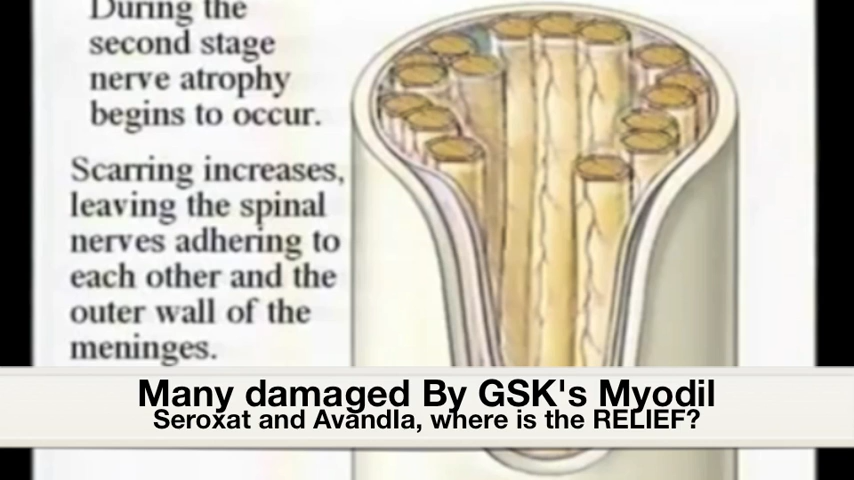 During the
second stage
nerve atrophy
begins to occur.
Scarring increases,
leaving the spinal
nerves adhering to
each other and the
outer wall of the
meninges.
Many damaged By GSK's Myodil
Seroxat and Avandia, where is the RELIEF?